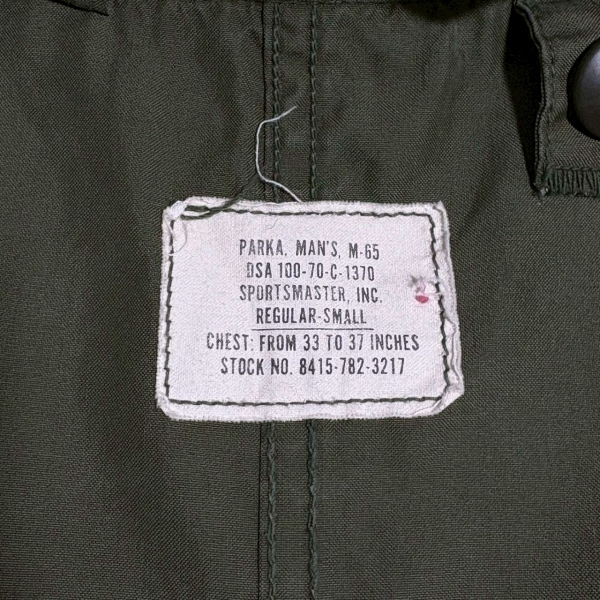 PARKA, MAN'S, M-65
DSA 100-70-C-1370
SPORTSMASTER, INC.
REGULAR-SMALL
CHEST: FROM 33 TO 37 INCHES
STOCK NO. 8415-782-3217